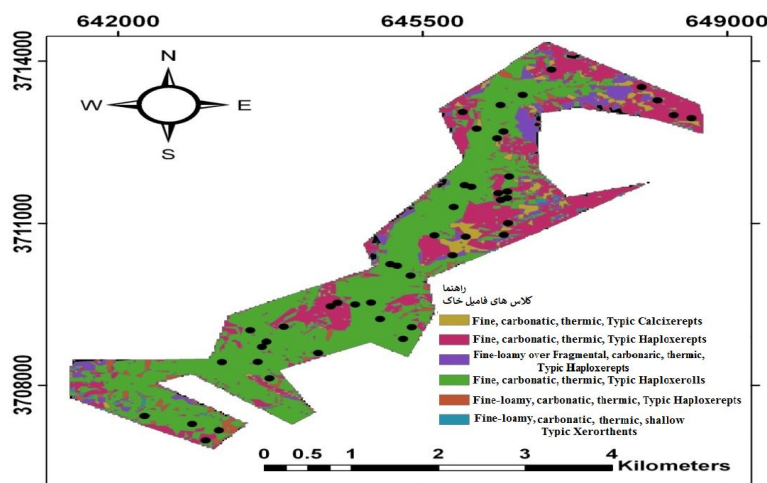 642000 645500 649000
3714000
3711000
3708000
N
W E
S
راهنما
کلاس های فامیل خاک
Fine, carbonatic, thermic, Typic Calcixerepts
Fine, carbonatic, thermic, Typic Haploxerepts
Fine-loamy over Fragmental, carbonaric, thermic,
Typic Haploxerepts
Fine, carbonatic, thermic, Typic Haploxerolls
Fine-loamy, carbonatic, thermic, Typic Haploxerepts
Fine-loamy, carbonatic, thermic, shallow
Typic Xerorthents
0 0.5 1 2 3 4
Kilometers